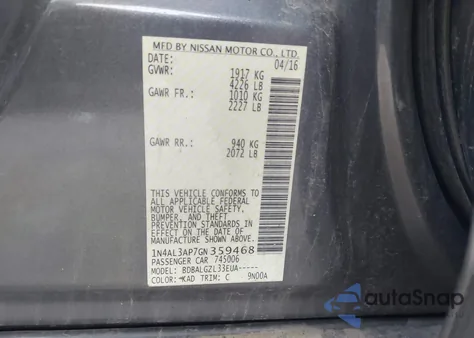 MFD BY NISSAN MOTOR CO., LTD.
DATE: 04/16
GVWR: 1917 KG
4226 LB
GAWR FR.: 1010 KG
2227 LB
GAWR RR.: 940 KG
2072 LB
THIS VEHICLE CONFORMS TO
ALL APPLICABLE FEDERAL
MOTOR VEHICLE SAFETY,
BUMPER, AND THEFT
PREVENTION STANDARDS
IN EFFECT ON THE DATE OF
MANUFACTURE SHOWN ABOVE.
1N4AL3AP7GN359468
PASSENGER CAR 745006
MODEL: BDBALGZL33EUA-----
COLOR: -KAD TRIM: C 9N00A
AutaSnap